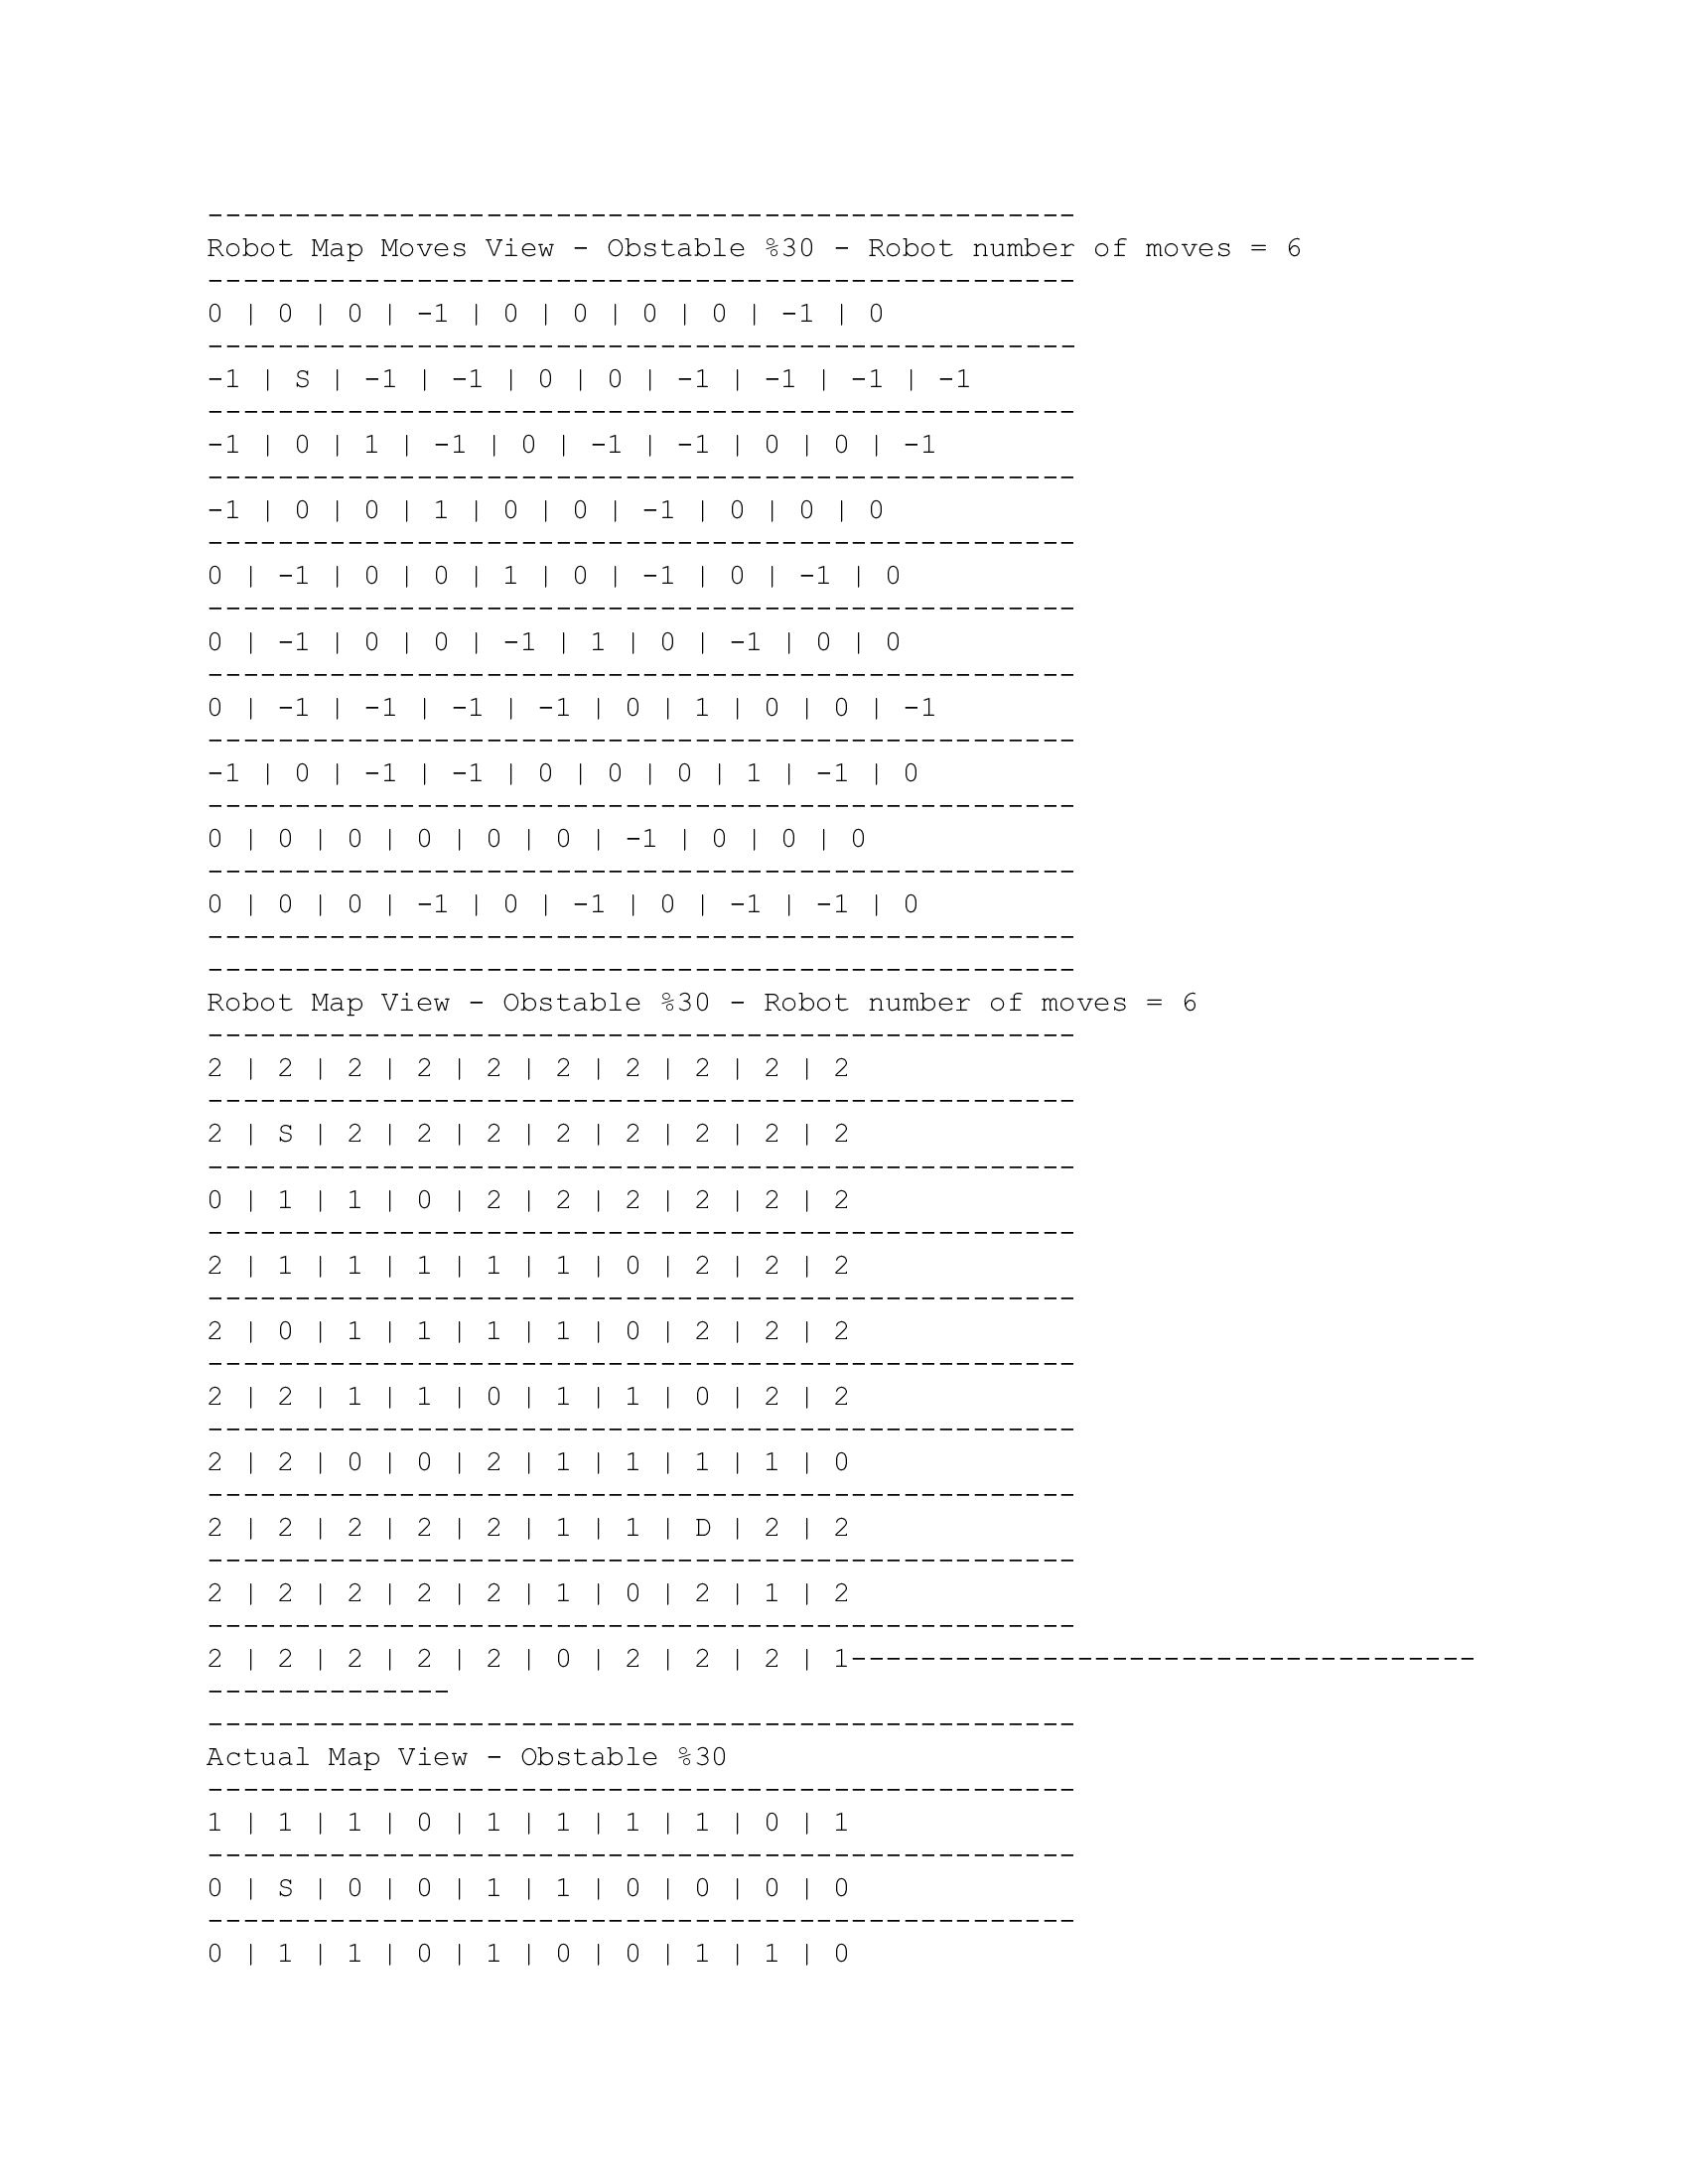 --------------------------------------------------
Robot Map Moves View - Obstable %30 - Robot number of moves = 6
--------------------------------------------------
0 | 0 | 0 | -1 | 0 | 0 | 0 | 0 | -1 | 0
--------------------------------------------------
-1 | S | -1 | -1 | 0 | 0 | -1 | -1 | -1 | -1
--------------------------------------------------
-1 | 0 | 1 | -1 | 0 | -1 | -1 | 0 | 0 | -1
--------------------------------------------------
-1 | 0 | 0 | 1 | 0 | 0 | -1 | 0 | 0 | 0
--------------------------------------------------
0 | -1 | 0 | 0 | 1 | 0 | -1 | 0 | -1 | 0
--------------------------------------------------
0 | -1 | 0 | 0 | -1 | 1 | 0 | -1 | 0 | 0
--------------------------------------------------
0 | -1 | -1 | -1 | -1 | 0 | 1 | 0 | 0 | -1
--------------------------------------------------
-1 | 0 | -1 | -1 | 0 | 0 | 0 | 1 | -1 | 0
--------------------------------------------------
0 | 0 | 0 | 0 | 0 | 0 | -1 | 0 | 0 | 0
--------------------------------------------------
0 | 0 | 0 | -1 | 0 | -1 | 0 | -1 | -1 | 0
--------------------------------------------------
--------------------------------------------------
Robot Map View - Obstable %30 - Robot number of moves = 6
--------------------------------------------------
2 | 2 | 2 | 2 | 2 | 2 | 2 | 2 | 2 | 2
--------------------------------------------------
2 | S | 2 | 2 | 2 | 2 | 2 | 2 | 2 | 2
--------------------------------------------------
0 | 1 | 1 | 0 | 2 | 2 | 2 | 2 | 2 | 2
--------------------------------------------------
2 | 1 | 1 | 1 | 1 | 1 | 0 | 2 | 2 | 2
--------------------------------------------------
2 | 0 | 1 | 1 | 1 | 1 | 0 | 2 | 2 | 2
--------------------------------------------------
2 | 2 | 1 | 1 | 0 | 1 | 1 | 0 | 2 | 2
--------------------------------------------------
2 | 2 | 0 | 0 | 2 | 1 | 1 | 1 | 1 | 0
--------------------------------------------------
2 | 2 | 2 | 2 | 2 | 1 | 1 | D | 2 | 2
--------------------------------------------------
2 | 2 | 2 | 2 | 2 | 1 | 0 | 2 | 1 | 2
--------------------------------------------------
2 | 2 | 2 | 2 | 2 | 0 | 2 | 2 | 2 | 1------------------------------------
--------------
--------------------------------------------------
Actual Map View - Obstable %30
--------------------------------------------------
1 | 1 | 1 | 0 | 1 | 1 | 1 | 1 | 0 | 1
--------------------------------------------------
0 | S | 0 | 0 | 1 | 1 | 0 | 0 | 0 | 0
--------------------------------------------------
0 | 1 | 1 | 0 | 1 | 0 | 0 | 1 | 1 | 0